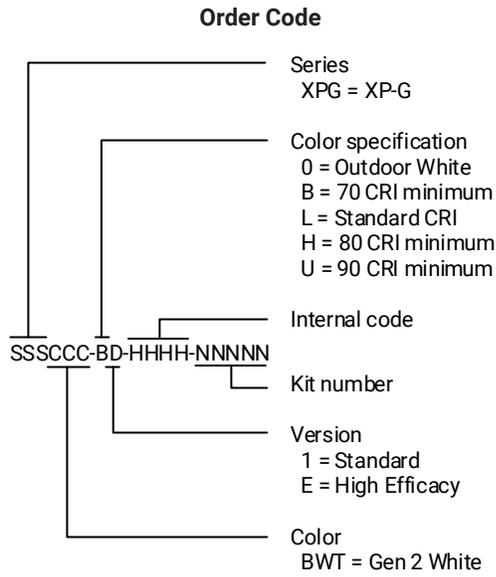 Order Code
Series
XPG = XP-G
Color specification
0 = Outdoor White
B = 70 CRI minimum
L = Standard CRI
H = 80 CRI minimum
U = 90 CRI minimum
Internal code
SSSCCC-BD-HHHH-NNNNN
Kit number
Version
1 = Standard
E = High Efficacy
Color
BWT = Gen 2 White